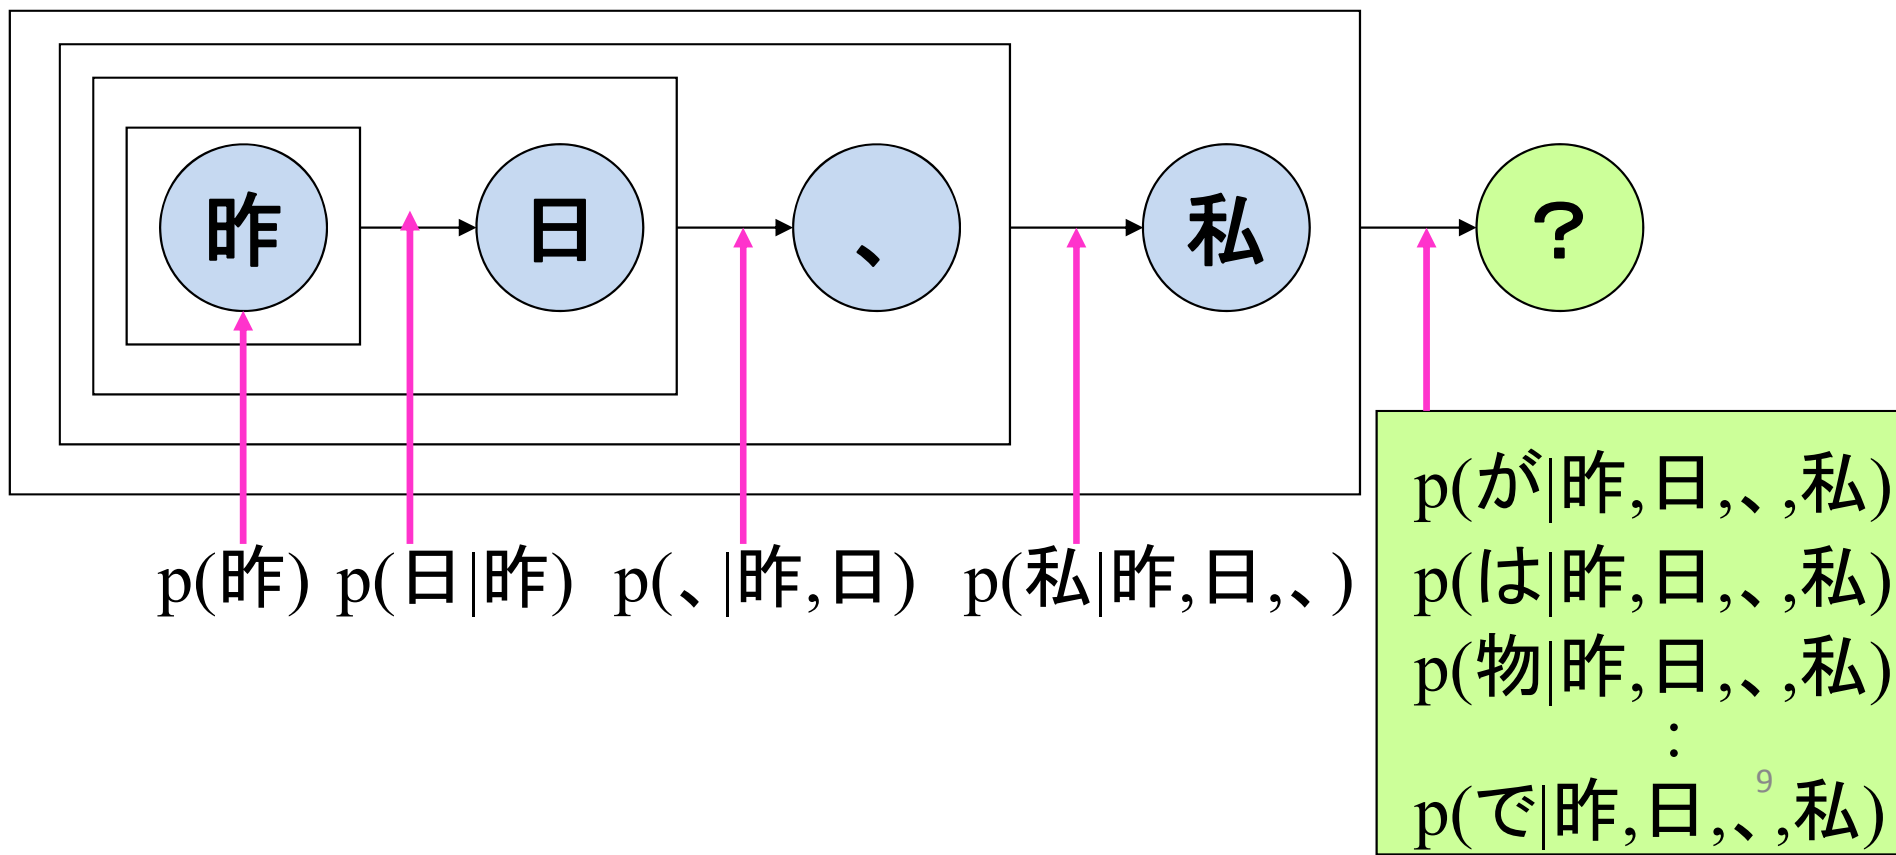 昨 日 、 私 ?
p(昨) p(日|昨) p(、|昨,日) p(私|昨,日,、)
p(が|昨,日,、,私)
p(は|昨,日,、,私)
p(物|昨,日,、,私)
:
9
p(で|昨,日,、,私)